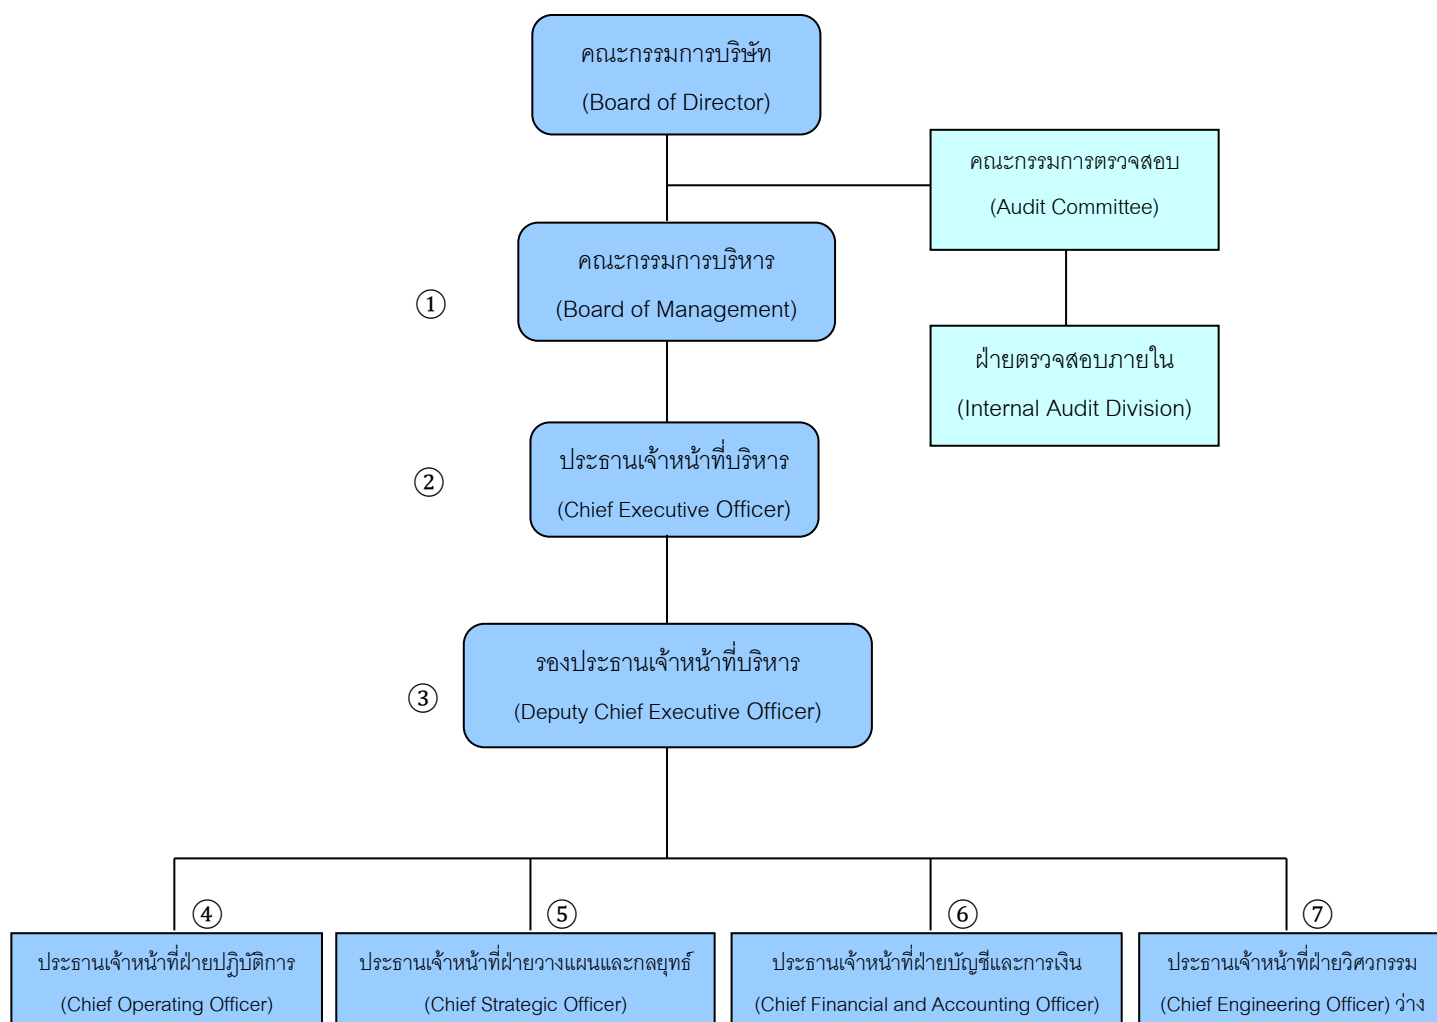 คณะกรรมการบริษัท
(Board of Director)
คณะกรรมการตรวจสอบ
(Audit Committee)
คณะกรรมการบริหาร
(Board of Management)
①
ฝ่ายตรวจสอบภายใน
(Internal Audit Division)
ประธานเจ้าหน้าที่บริหาร
(Chief Executive Officer)
②
รองประธานเจ้าหน้าที่บริหาร
(Deputy Chief Executive Officer)
③
④
ประธานเจ้าหน้าที่ฝ่ายปฏิบัติการ
(Chief Operating Officer)
⑤
ประธานเจ้าหน้าที่ฝ่ายวางแผนและกลยุทธ์
(Chief Strategic Officer)
⑥
ประธานเจ้าหน้าที่ฝ่ายบัญชีและการเงิน
(Chief Financial and Accounting Officer)
⑦
ประธานเจ้าหน้าที่ฝ่ายวิศวกรรม
(Chief Engineering Officer) ว่าง